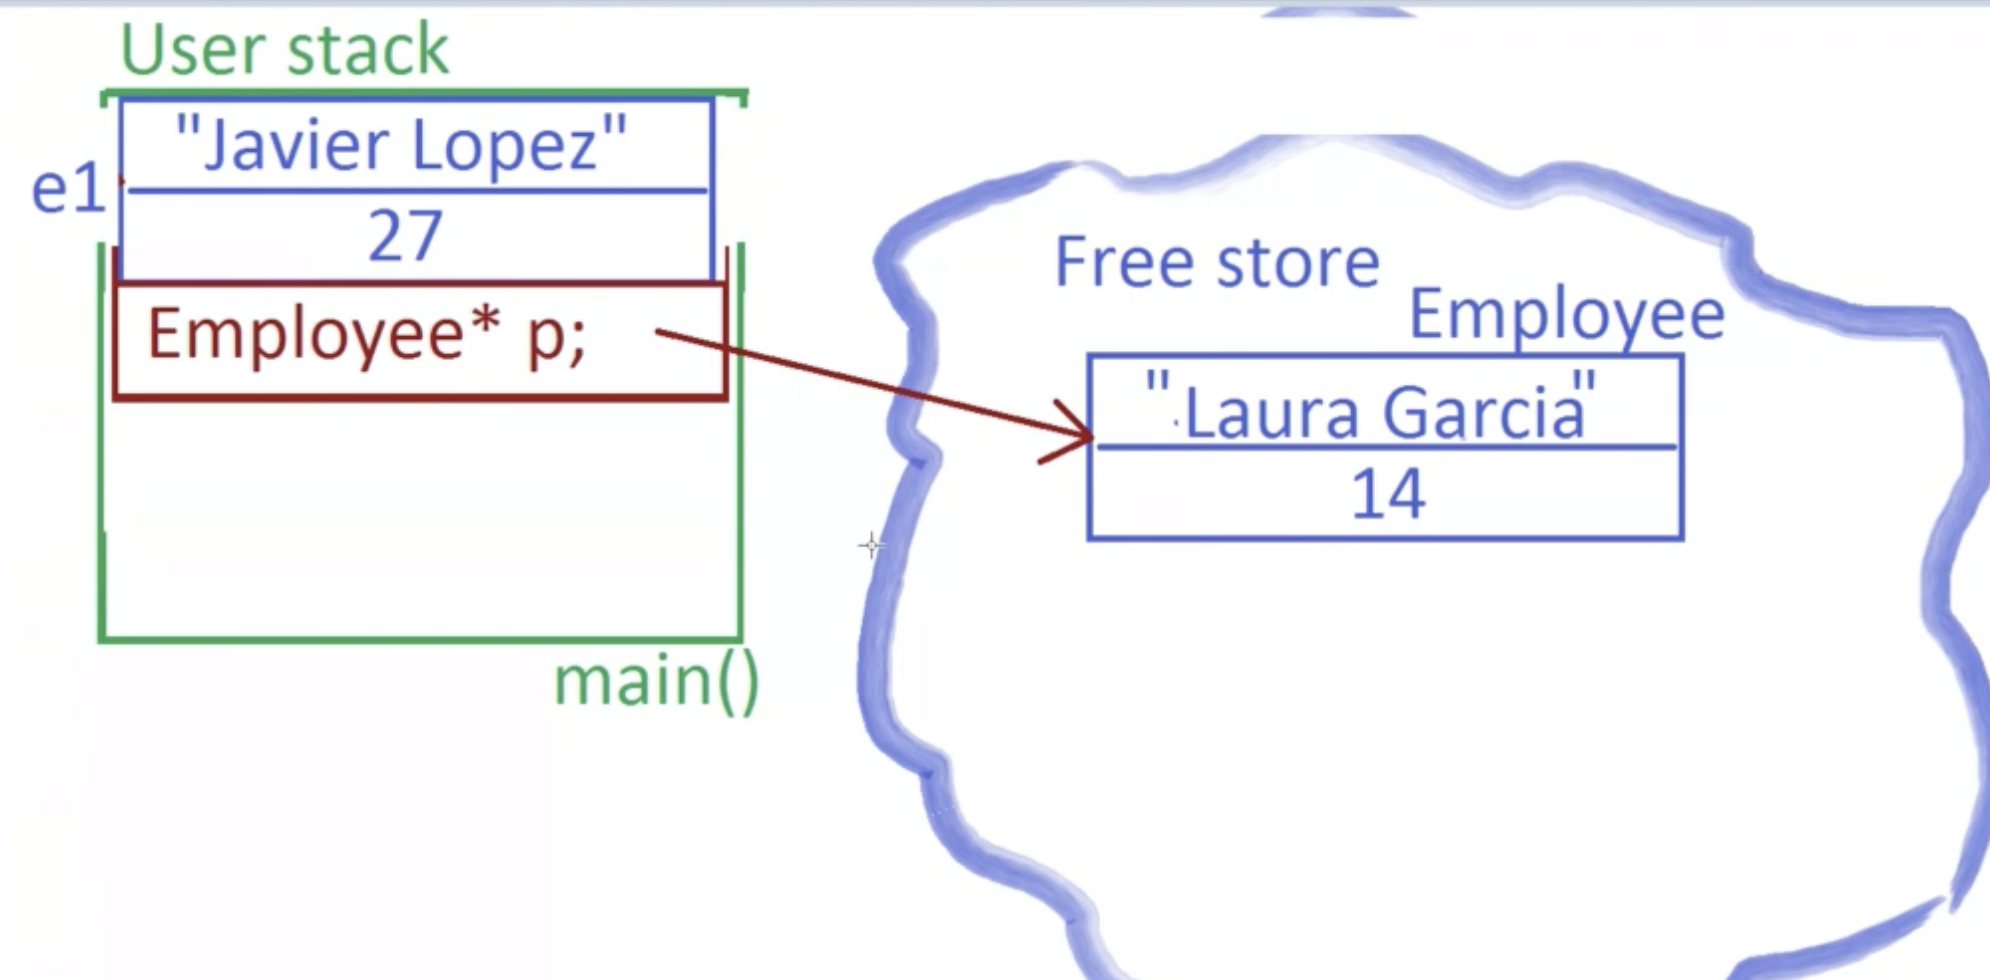 User stack
"Javier Lopez"
e1
27
Employee* p;
main()
Free store
Employee
"Laura Garcia"
14